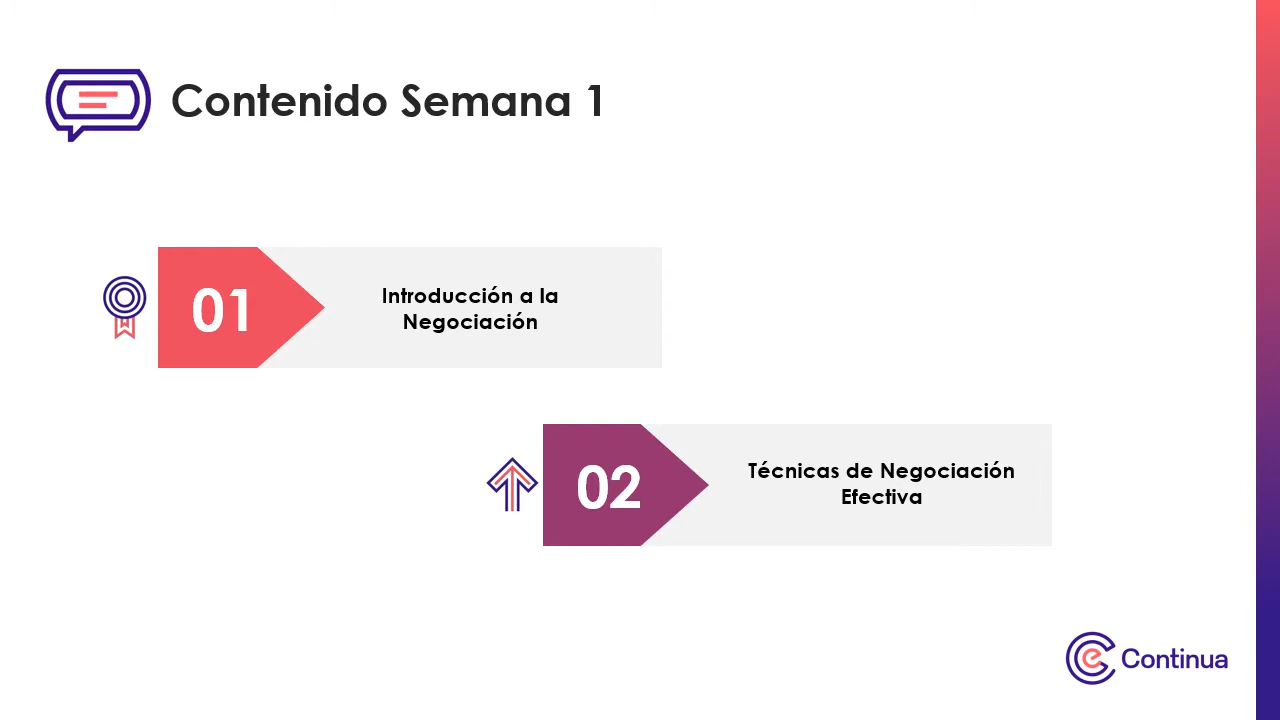 Contenido Semana 1
01
Introducción a la
Negociación
02
Técnicas de Negociación
Efectiva
e Continua